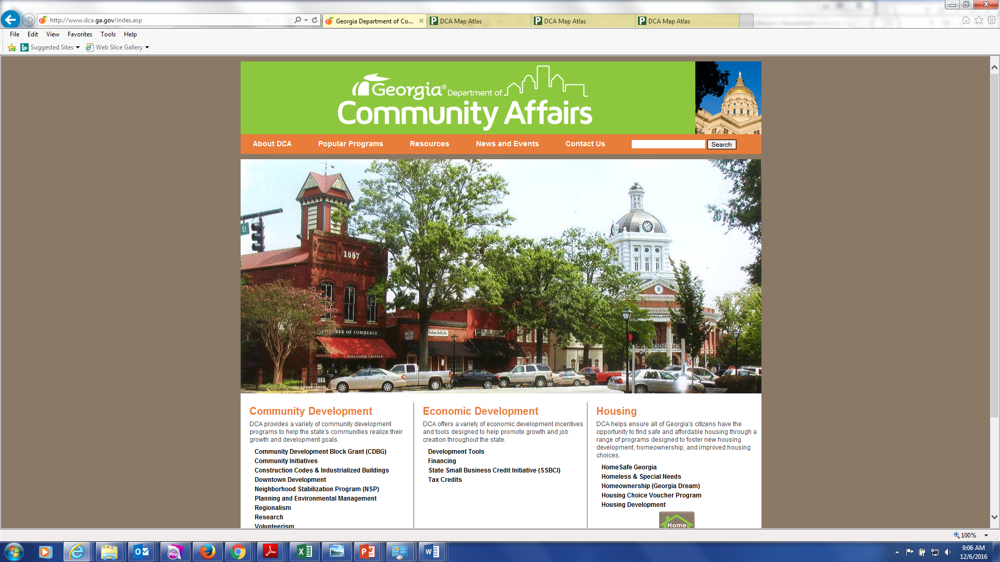 http://www.dca.ga.gov/index.asp
Georgia Department of Co...
DCA Map Atlas
DCA Map Atlas
DCA Map Atlas
File Edit View Favorites Tools Help
Suggested Sites Web Slice Gallery
Georgia® Department of
Community Affairs
About DCA Popular Programs Resources News and Events Contact Us Search
St
1887
BER OF COMMERCE
WELCOME CENTER
Community Development
DCA provides a variety of community development
programs to help the state's communities realize their
growth and development goals.
Community Development Block Grant (CDBG)
Community Initiatives
Construction Codes & Industrialized Buildings
Downtown Development
Neighborhood Stabilization Program (NSP)
Planning and Environmental Management
Regionalism
Research
Volunteerism
Economic Development
DCA offers a variety of economic development incentives
and tools designed to help promote growth and job
creation throughout the state.
Development Tools
Financing
State Small Business Credit Initiative (SSBCI)
Tax Credits
Housing
DCA helps ensure all of Georgia's citizens have the
opportunity to find safe and affordable housing through a
range of programs designed to foster new housing
development, homeownership, and improved housing
choices.
HomeSafe Georgia
Homeless & Special Needs
Homeownership (Georgia Dream)
Housing Choice Voucher Program
Housing Development
Home
100%
Pro
9:06 AM
12/6/2016